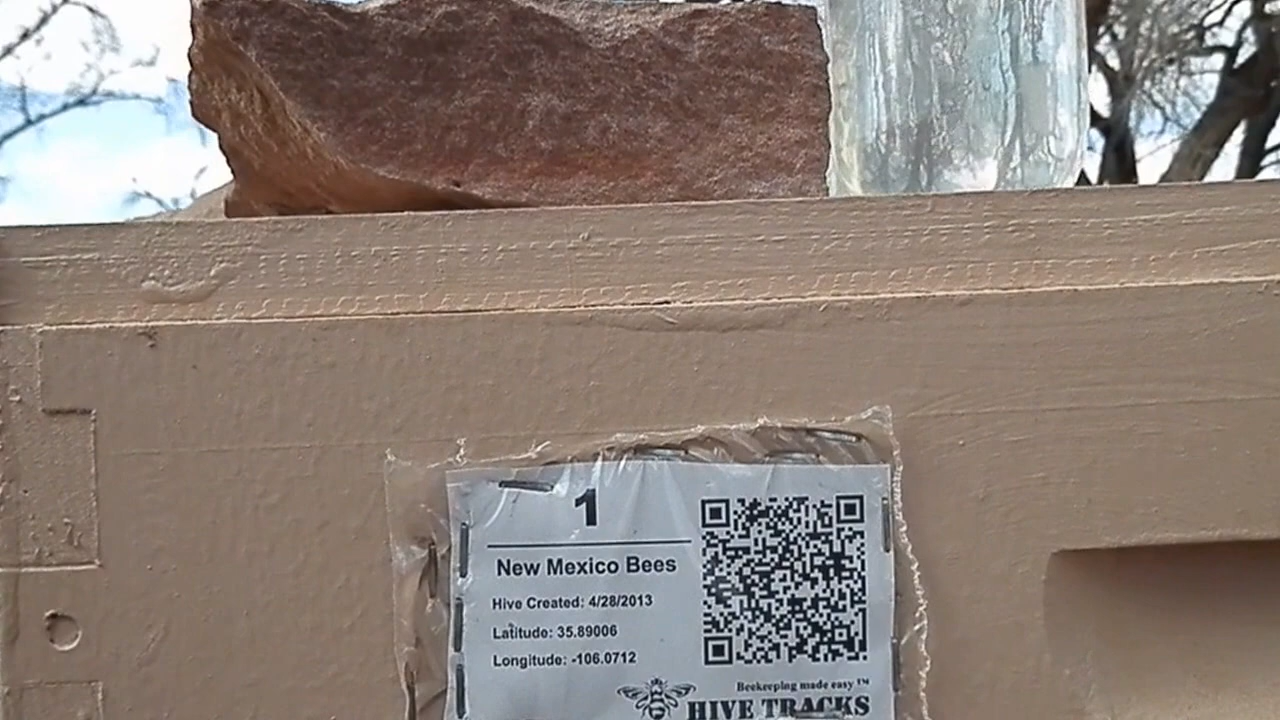 1
New Mexico Bees
Hive Created: 4/28/2013
Latitude: 35.89006
Longitude: -106.0712
Beekeeping made easy™
HIVE TRACKS